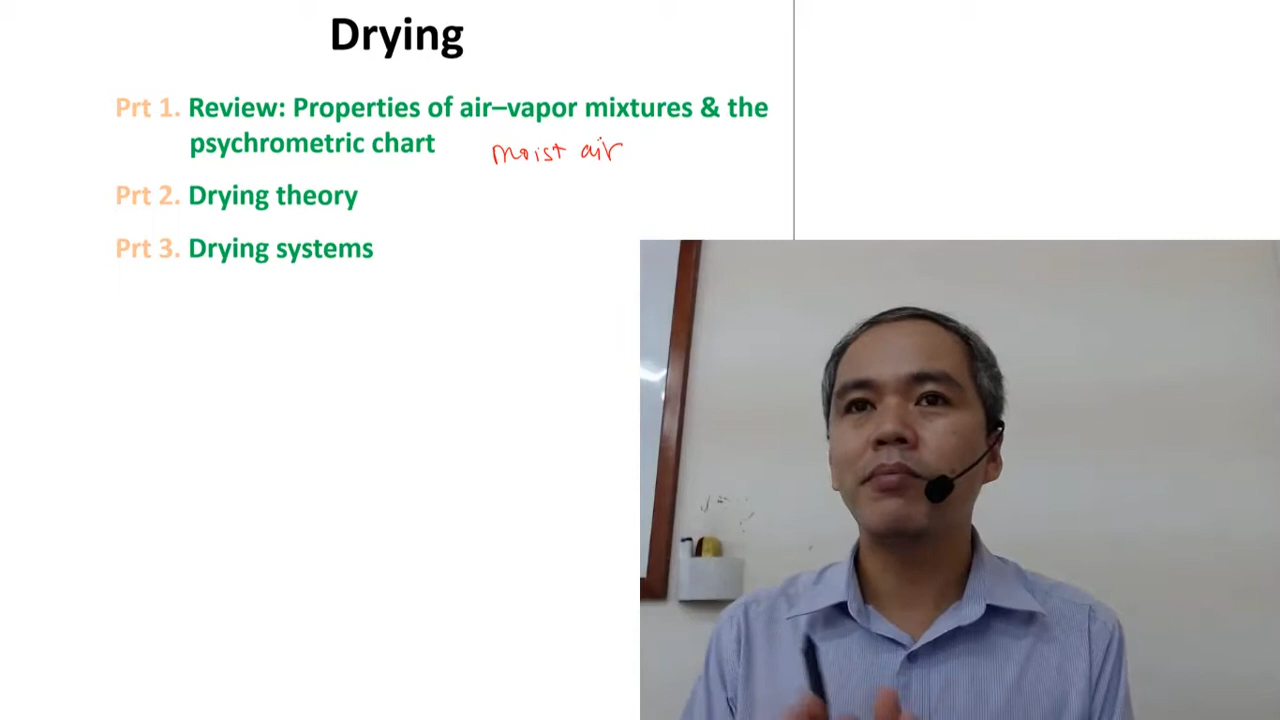 Drying
Prt 1. Review: Properties of air–vapor mixtures & the
psychrometric chart
moist air
Prt 2. Drying theory
Prt 3. Drying systems